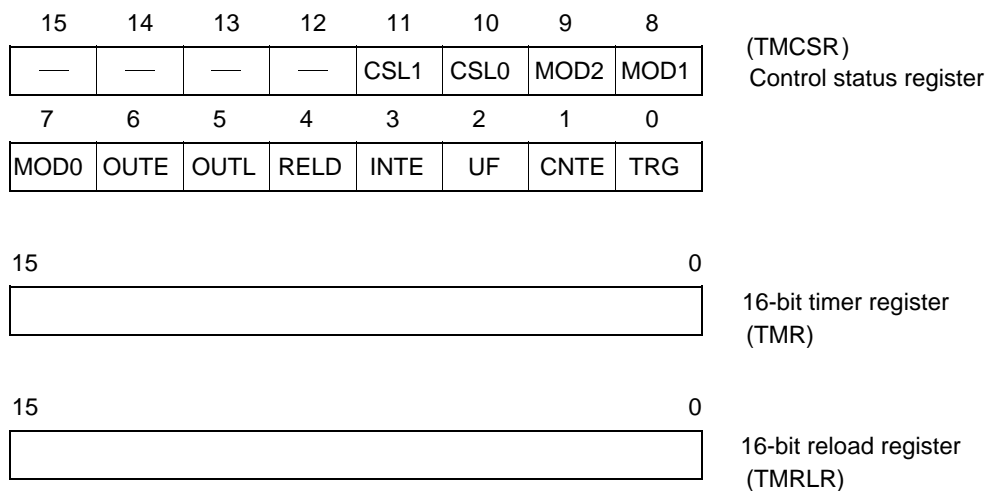 15 14 13 12 11 10 9 8
(TMCSR)
— — — — CSL1 CSL0 MOD2 MOD1
Control status register
7 6 5 4 3 2 1 0
MOD0 OUTE OUTL RELD INTE UF CNTE TRG
15 0
16-bit timer register
(TMR)
15 0
16-bit reload register
(TMRLR)